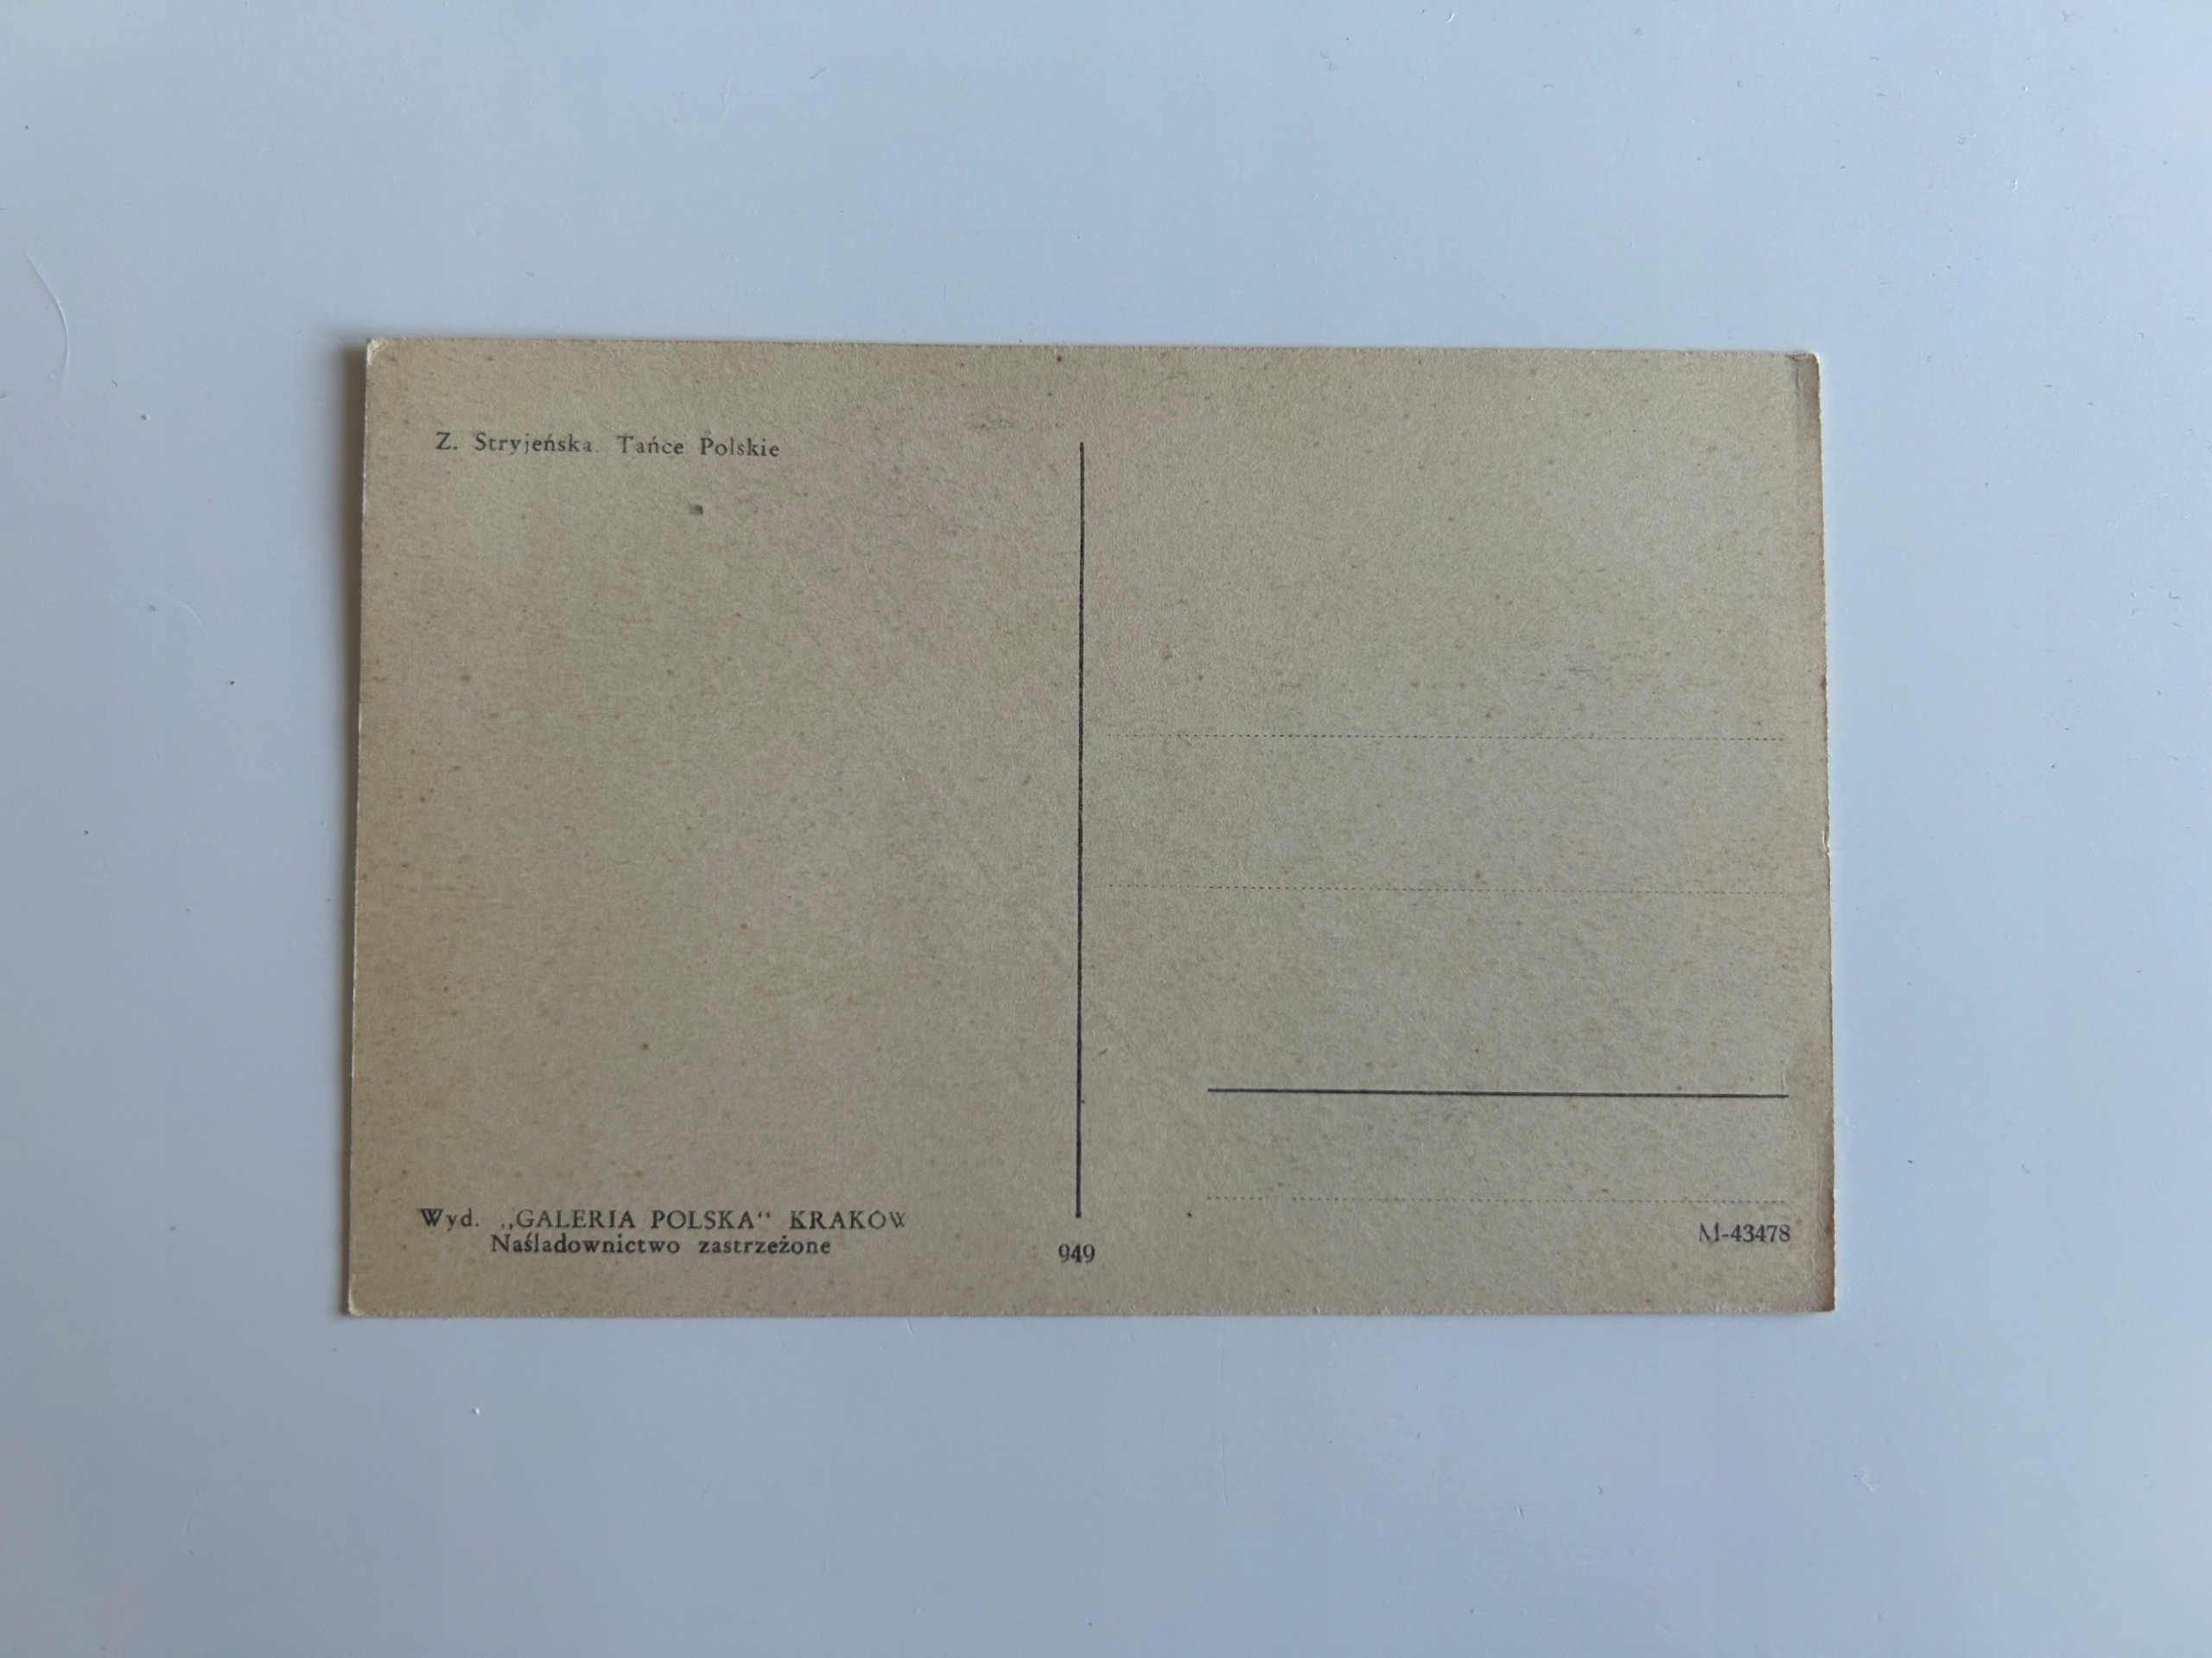 Z. Stryjeńska. Tańce Polskie
Wyd. „GALERIA POLSKA“ KRAKÓW
Naśladownictwo zastrzeżone
949
M-43478